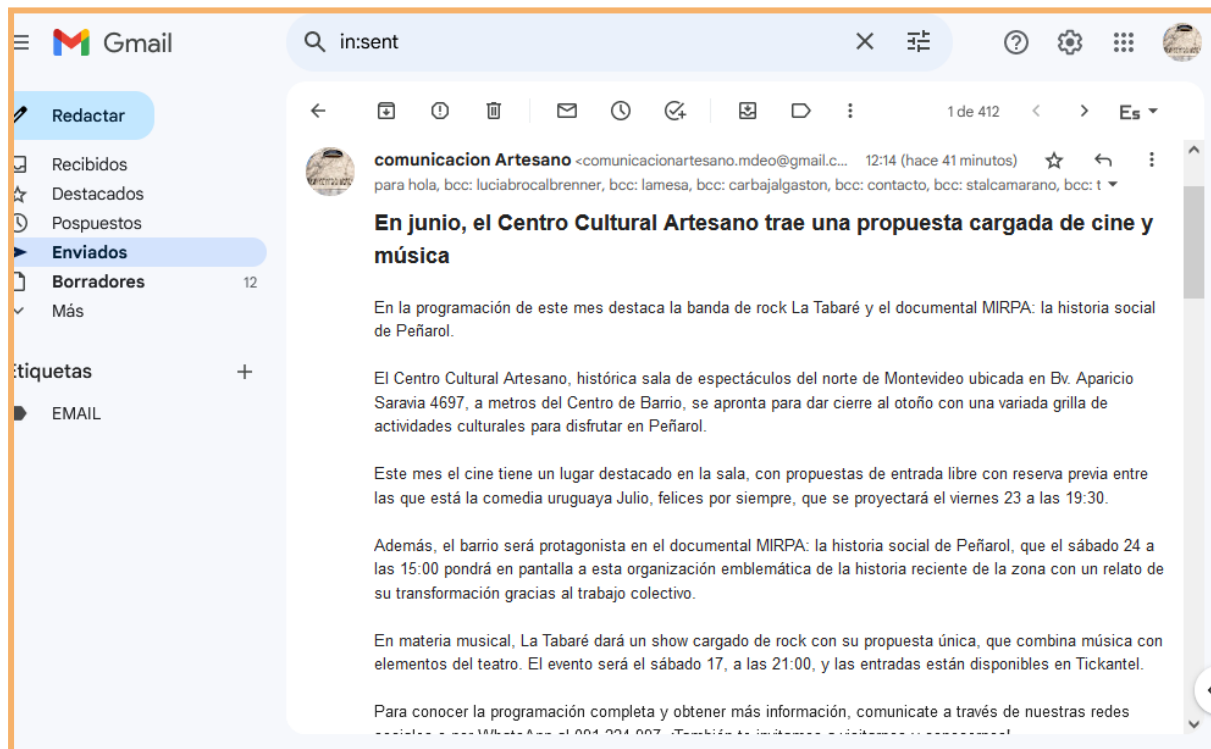 Gmail
in:sent
Redactar
1 de 412
Es
Recibidos
Destacados
Pospuestos
Enviados
Borradores 12
Más
tiquetas
EMAIL
comunicacion Artesano <comunicacionartesano.mdeo@gmail.c... 12:14 (hace 41 minutos)
para hola, bcc: luciabrocalbrenner, bcc: lamesa, bcc: carbajalgaston, bcc: contacto, bcc: stalcamarano, bcc: t
En junio, el Centro Cultural Artesano trae una propuesta cargada de cine y
música
En la programación de este mes destaca la banda de rock La Tabaré y el documental MIRPA: la historia social
de Peñarol.
El Centro Cultural Artesano, histórica sala de espectáculos del norte de Montevideo ubicada en Bv. Aparicio
Saravia 4697, a metros del Centro de Barrio, se apronta para dar cierre al otoño con una variada grilla de
actividades culturales para disfrutar en Peñarol.
Este mes el cine tiene un lugar destacado en la sala, con propuestas de entrada libre con reserva previa entre
las que está la comedia uruguaya Julio, felices por siempre, que se proyectará el viernes 23 a las 19:30.
Además, el barrio será protagonista en el documental MIRPA: la historia social de Peñarol, que el sábado 24 a
las 15:00 pondrá en pantalla a esta organización emblemática de la historia reciente de la zona con un relato de
su transformación gracias al trabajo colectivo.
En materia musical, La Tabaré dará un show cargado de rock con su propuesta única, que combina música con
elementos del teatro. El evento será el sábado 17, a las 21:00, y las entradas están disponibles en Tickantel.
Para conocer la programación completa y obtener más información, comunicate a través de nuestras redes